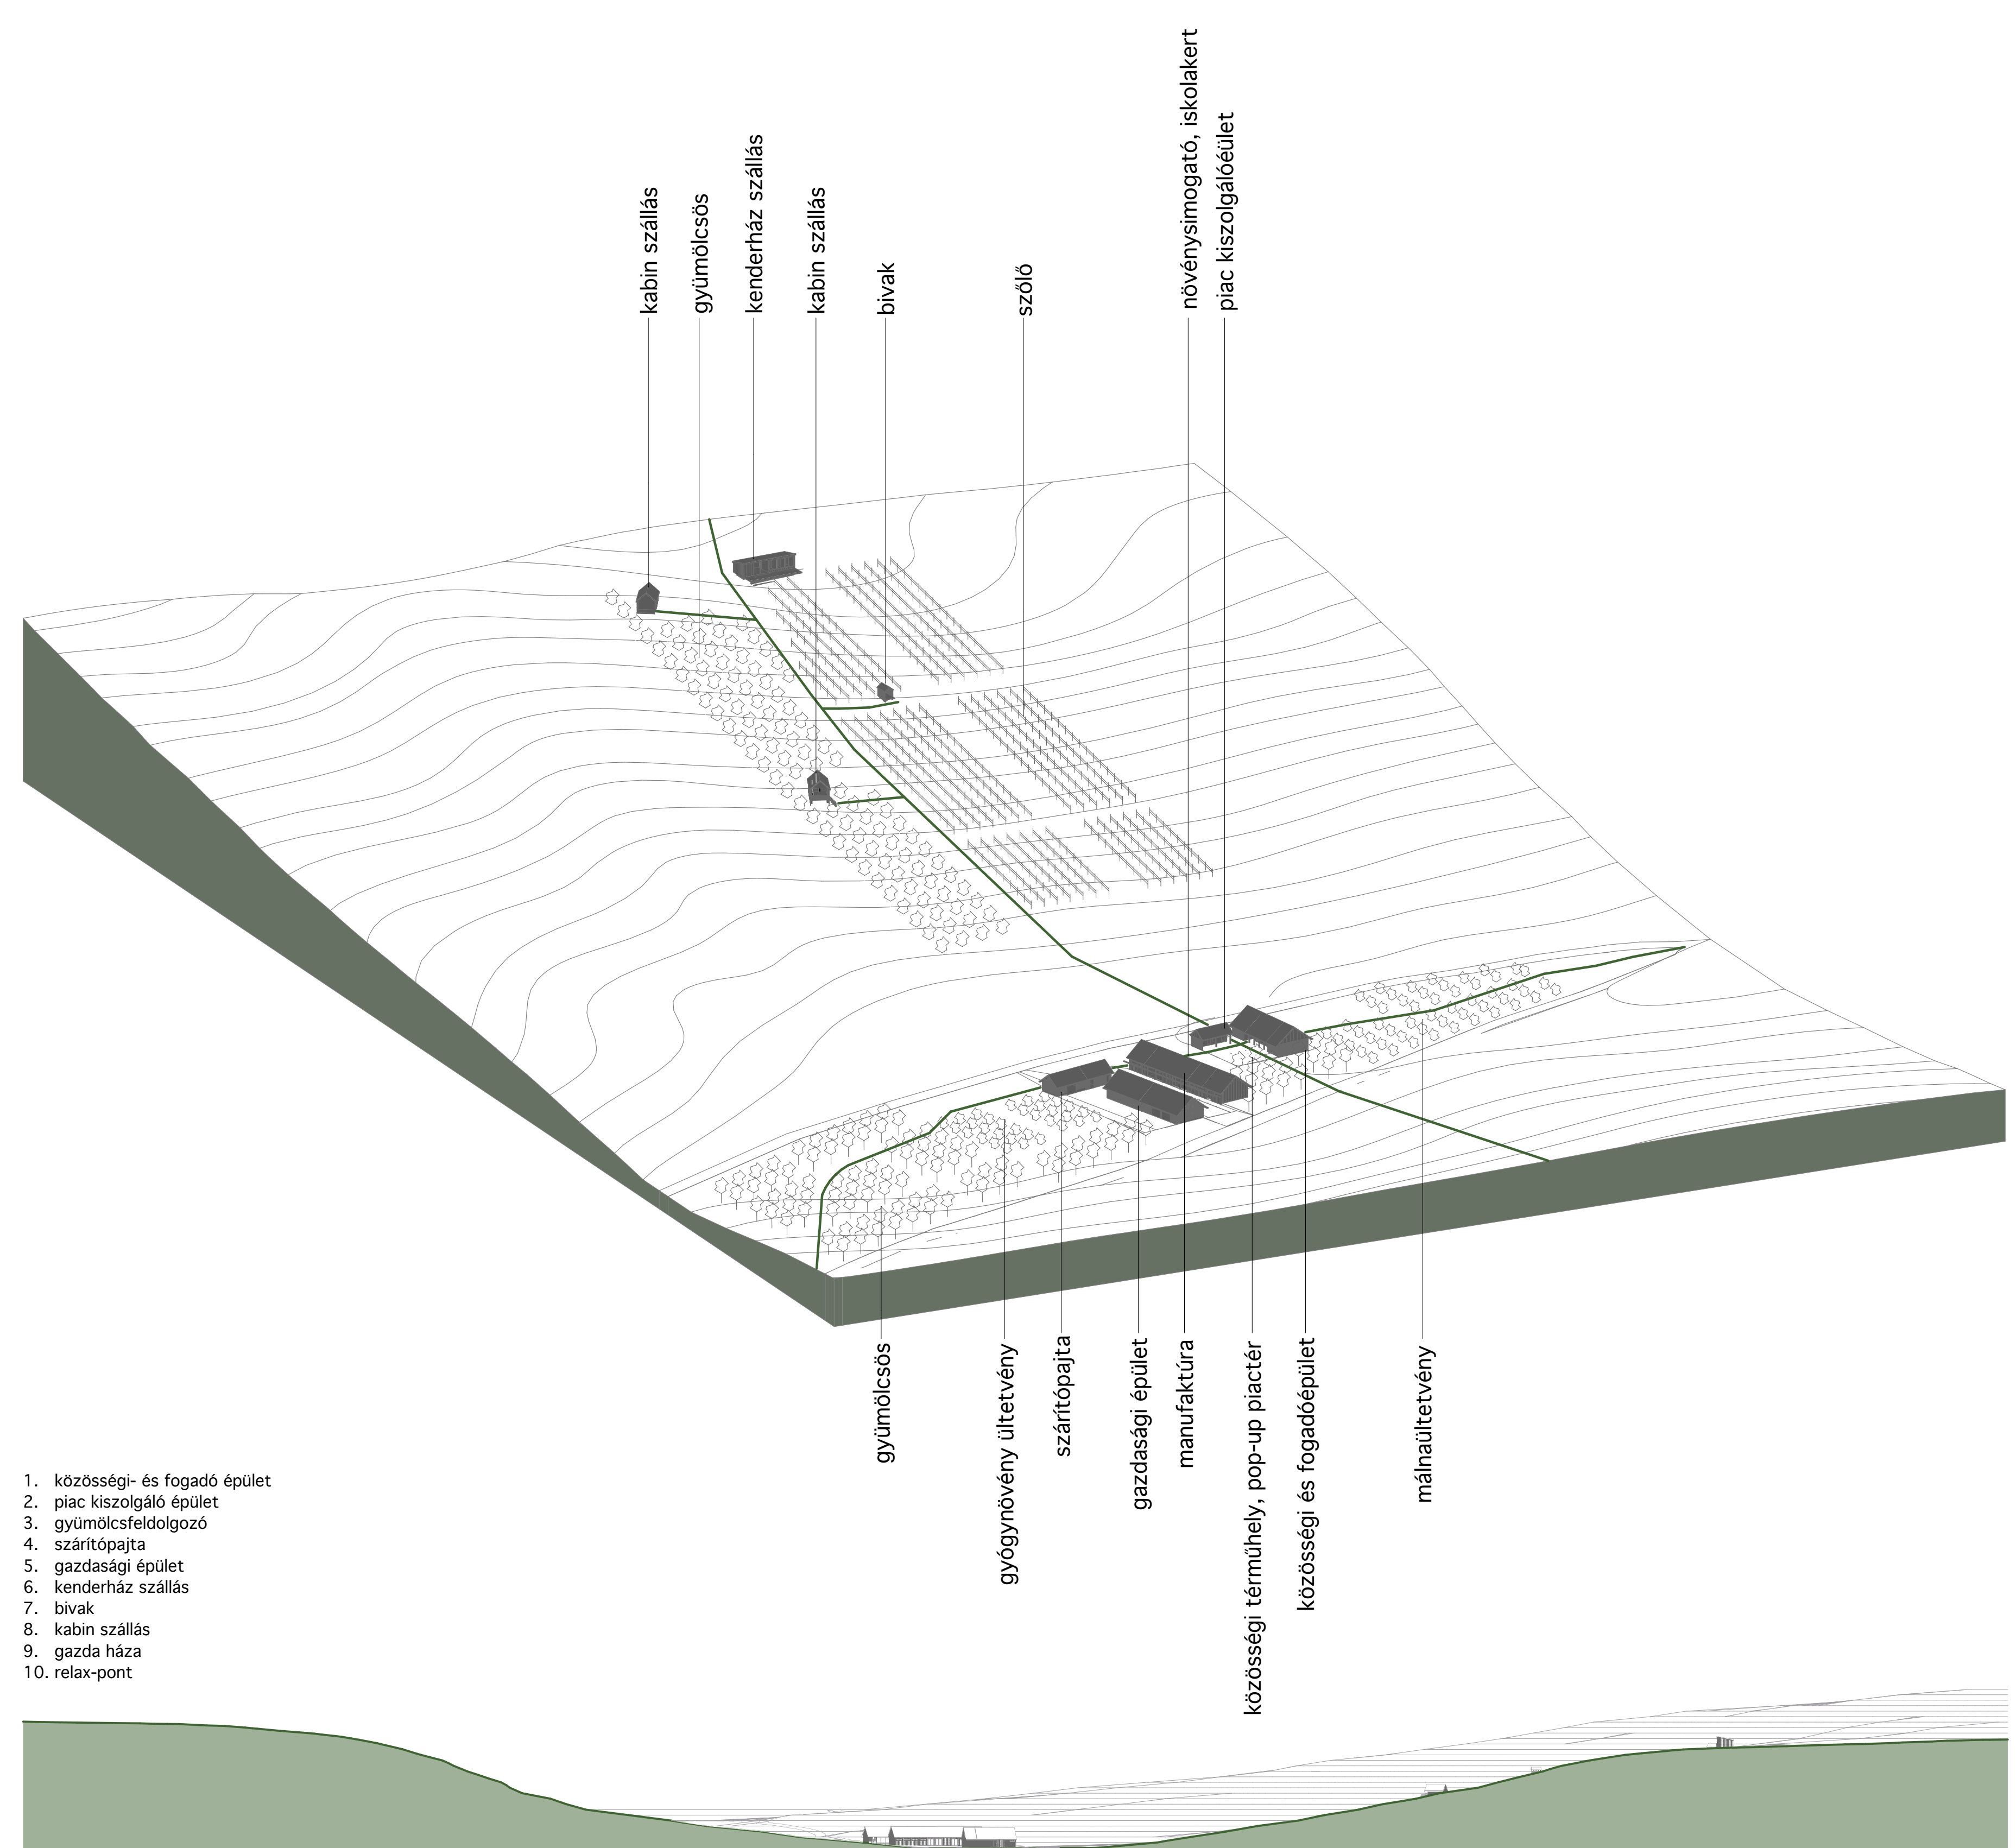 kabin szállás
gyümölcsös
kenderház szállás
kabin szállás
bivak
szőlő
növénysimogató, iskolakert
piac kiszolgálóéület
gyümölcsös
gyógynövény ültetvény
szárítópajta
gazdasági épület
manufaktúra
közösségi térműhely, pop-up piactér
közösségi és fogadóépület
málnaültetvény
1. közösségi- és fogadó épület
2. piac kiszolgáló épület
3. gyümölcsfeldolgozó
4. szárítópajta
5. gazdasági épület
6. kenderház szállás
7. bivak
8. kabin szállás
9. gazda háza
10. relax-pont